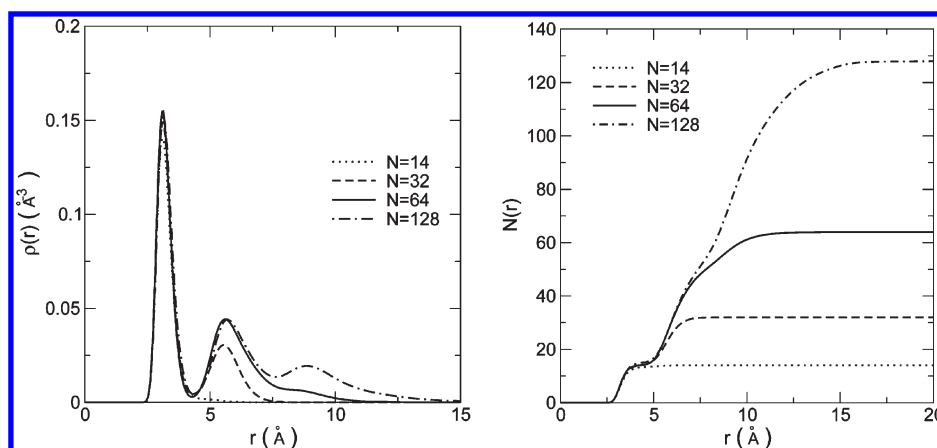 0.2
0.15
0.1
0.05
0
ρ(r) (Å⁻³)
N=14
N=32
N=64
N=128
0 5 10 15
r (Å)
140
120
100
80
60
40
20
0
N(r)
N=14
N=32
N=64
N=128
0 5 10 15 20
r (Å)